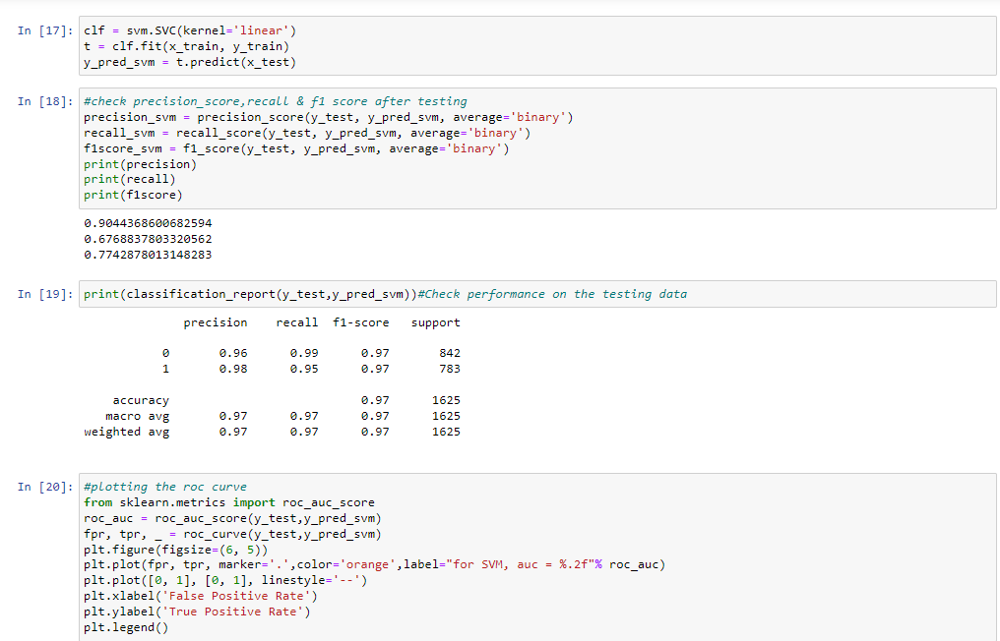 In [17]: clf = svm.SVC(kernel='linear')
t = clf.fit(x_train, y_train)
y_pred_svm = t.predict(x_test)
In [18]: #check precision_score,recall & f1 score after testing
precision_svm = precision_score(y_test, y_pred_svm, average='binary')
recall_svm = recall_score(y_test, y_pred_svm, average='binary')
f1score_svm = f1_score(y_test, y_pred_svm, average='binary')
print(precision)
print(recall)
print(f1score)
0.9044368600682594
0.6768837803320562
0.7742878013148283
In [19]: print(classification_report(y_test,y_pred_svm))#Check performance on the testing data
precision recall f1-score support
0 0.96 0.99 0.97 842
1 0.98 0.95 0.97 783
accuracy 0.97 1625
macro avg 0.97 0.97 0.97 1625
weighted avg 0.97 0.97 0.97 1625
In [20]: #plotting the roc curve
from sklearn.metrics import roc_auc_score
roc_auc = roc_auc_score(y_test,y_pred_svm)
fpr, tpr, _ = roc_curve(y_test,y_pred_svm)
plt.figure(figsize=(6, 5))
plt.plot(fpr, tpr, marker='.',color='orange',label="for SVM, auc = %.2f"% roc_auc)
plt.plot([0, 1], [0, 1], linestyle='--')
plt.xlabel('False Positive Rate')
plt.ylabel('True Positive Rate')
plt.legend()